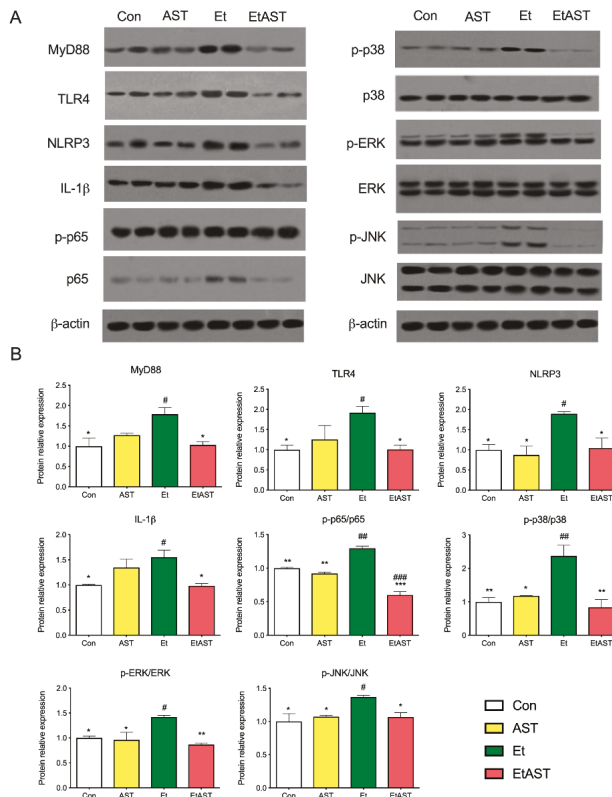 A
Con AST Et EtAST
MyD88
TLR4
NLRP3
IL-1β
p-p65
p65
β-actin
Con AST Et EtAST
p-p38
p38
p-ERK
ERK
p-JNK
JNK
β-actin
B
MyD88
Protein relative expression
2.5
2.0
1.5
1.0
0.5
0.0
* # *
Con AST Et EtAST
TLR4
Protein relative expression
2.5
2.0
1.5
1.0
0.5
0.0
* # *
Con AST Et EtAST
NLRP3
Protein relative expression
2.5
2.0
1.5
1.0
0.5
0.0
* * # *
Con AST Et EtAST
IL-1β
Protein relative expression
2.0
1.5
1.0
0.5
0.0
* # *
Con AST Et EtAST
p-p65/p65
Protein relative expression
1.5
1.0
0.5
0.0
** ** ##
###
***
Con AST Et EtAST
p-p38/p38
Protein relative expression
3
2
1
0
** * ## **
Con AST Et EtAST
p-ERK/ERK
Protein relative expression
2.0
1.5
1.0
0.5
0.0
* * # **
Con AST Et EtAST
p-JNK/JNK
Protein relative expression
1.5
1.0
0.5
0.0
* * # *
Con AST Et EtAST
Con
AST
Et
EtAST